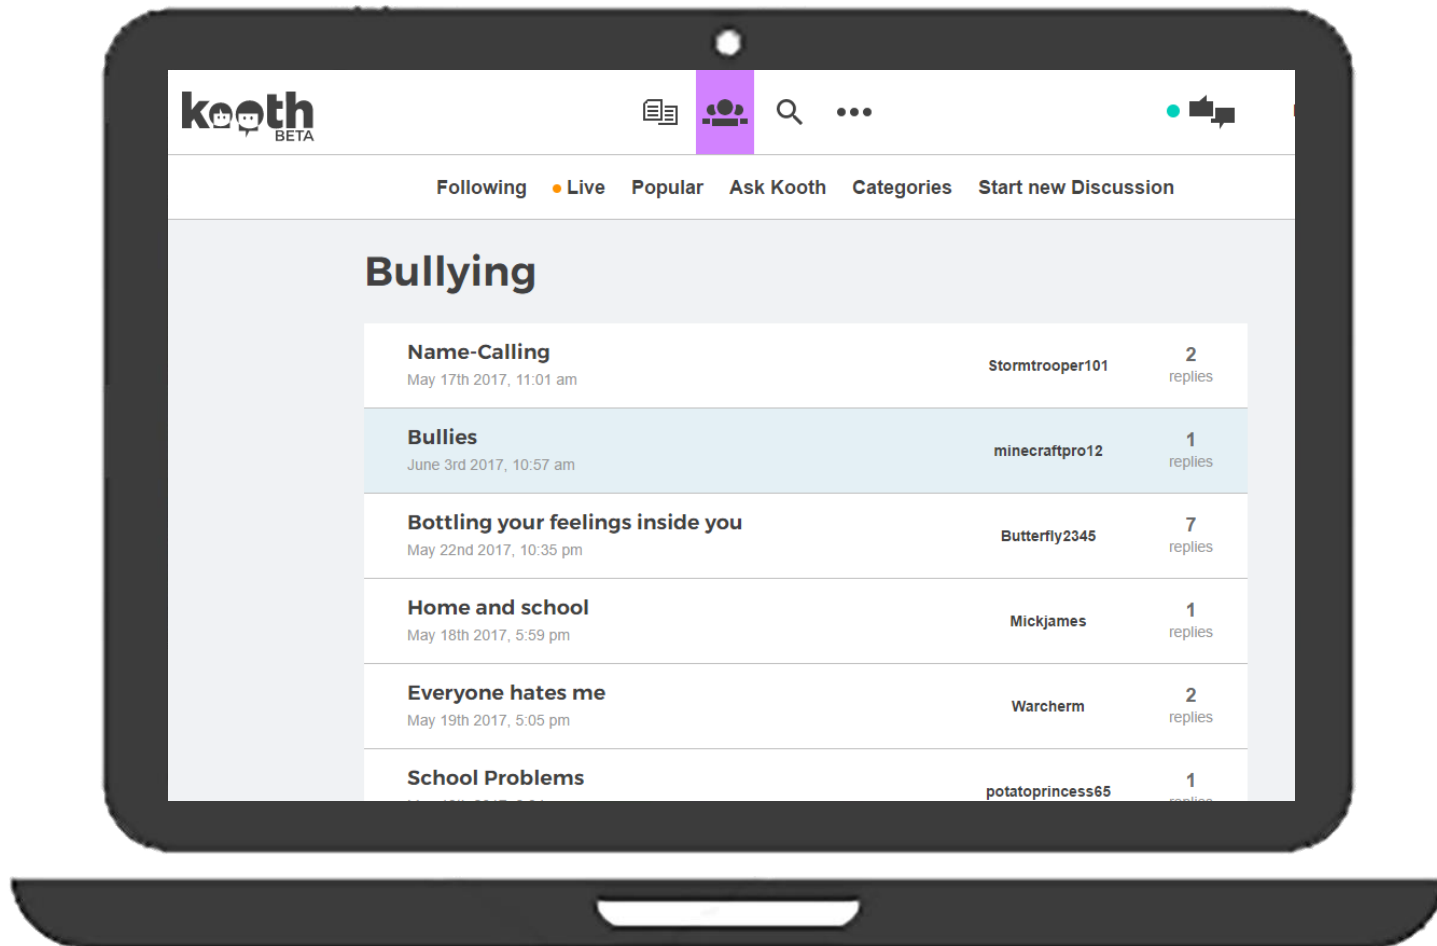 kooth
BETA
Following Live Popular Ask Kooth Categories Start new Discussion
Bullying
Name-Calling
May 17th 2017, 11:01 am
Stormtrooper101
2
replies
Bullies
June 3rd 2017, 10:57 am
minecraftpro12
1
replies
Bottling your feelings inside you
May 22nd 2017, 10:35 pm
Butterfly2345
7
replies
Home and school
May 18th 2017, 5:59 pm
Mickjames
1
replies
Everyone hates me
May 19th 2017, 5:05 pm
Warcherm
2
replies
School Problems
potatoprincess65
1